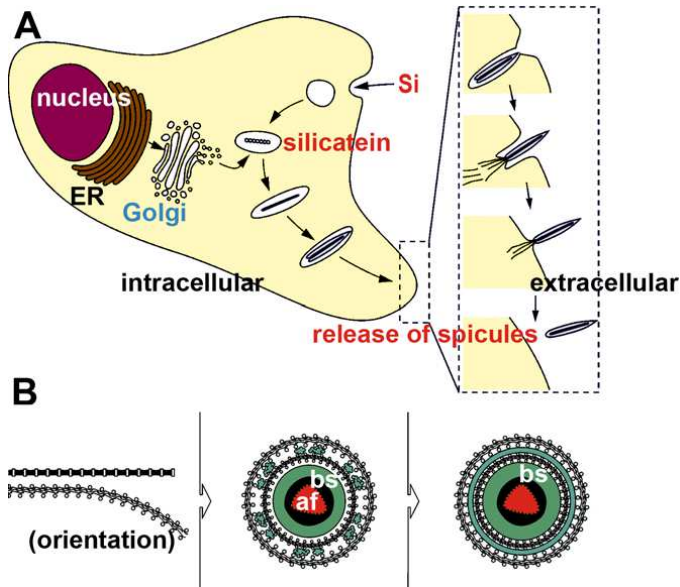 A
nucleus
Si
silicatein
ER
Golgi
intracellular
extracellular
release of spicules
B
bs
af
bs
(orientation)